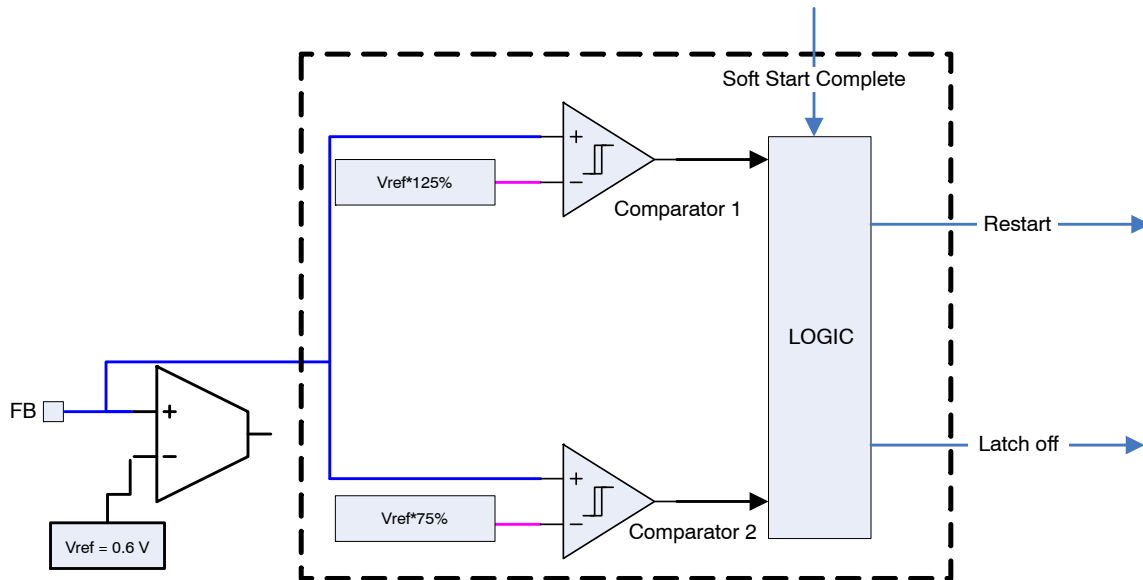 Soft Start Complete
+
Vref*125%
−
Comparator 1
Restart
LOGIC
FB
+
−
Vref = 0.6 V
+
Vref*75%
−
Comparator 2
Latch off